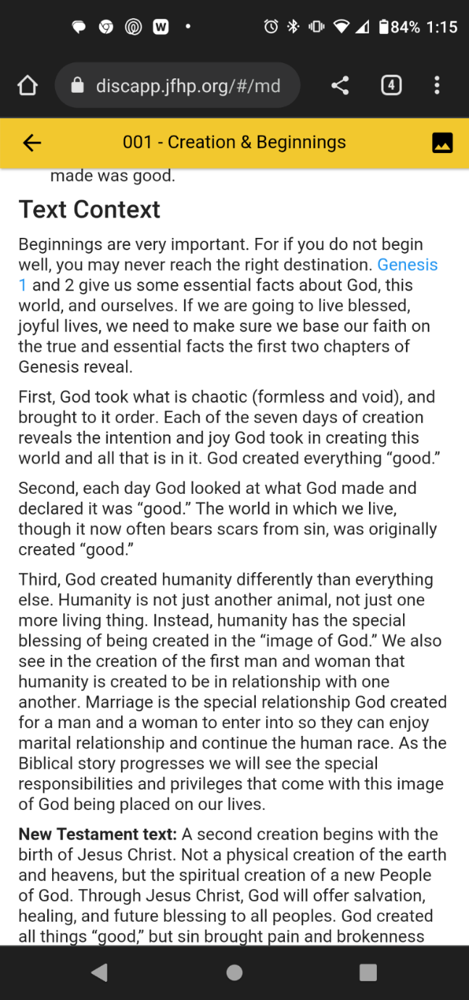 W
84% 1:15
discapp.jfhp.org/#/md
4
001 - Creation & Beginnings
made was good.
Text Context
Beginnings are very important. For if you do not begin
well, you may never reach the right destination. Genesis
1 and 2 give us some essential facts about God, this
world, and ourselves. If we are going to live blessed,
joyful lives, we need to make sure we base our faith on
the true and essential facts the first two chapters of
Genesis reveal.
First, God took what is chaotic (formless and void), and
brought to it order. Each of the seven days of creation
reveals the intention and joy God took in creating this
world and all that is in it. God created everything “good.”
Second, each day God looked at what God made and
declared it was “good.” The world in which we live,
though it now often bears scars from sin, was originally
created “good.”
Third, God created humanity differently than everything
else. Humanity is not just another animal, not just one
more living thing. Instead, humanity has the special
blessing of being created in the “image of God.” We also
see in the creation of the first man and woman that
humanity is created to be in relationship with one
another. Marriage is the special relationship God created
for a man and a woman to enter into so they can enjoy
marital relationship and continue the human race. As the
Biblical story progresses we will see the special
responsibilities and privileges that come with this image
of God being placed on our lives.
New Testament text: A second creation begins with the
birth of Jesus Christ. Not a physical creation of the earth
and heavens, but the spiritual creation of a new People
of God. Through Jesus Christ, God will offer salvation,
healing, and future blessing to all peoples. God created
all things “good,” but sin brought pain and brokenness